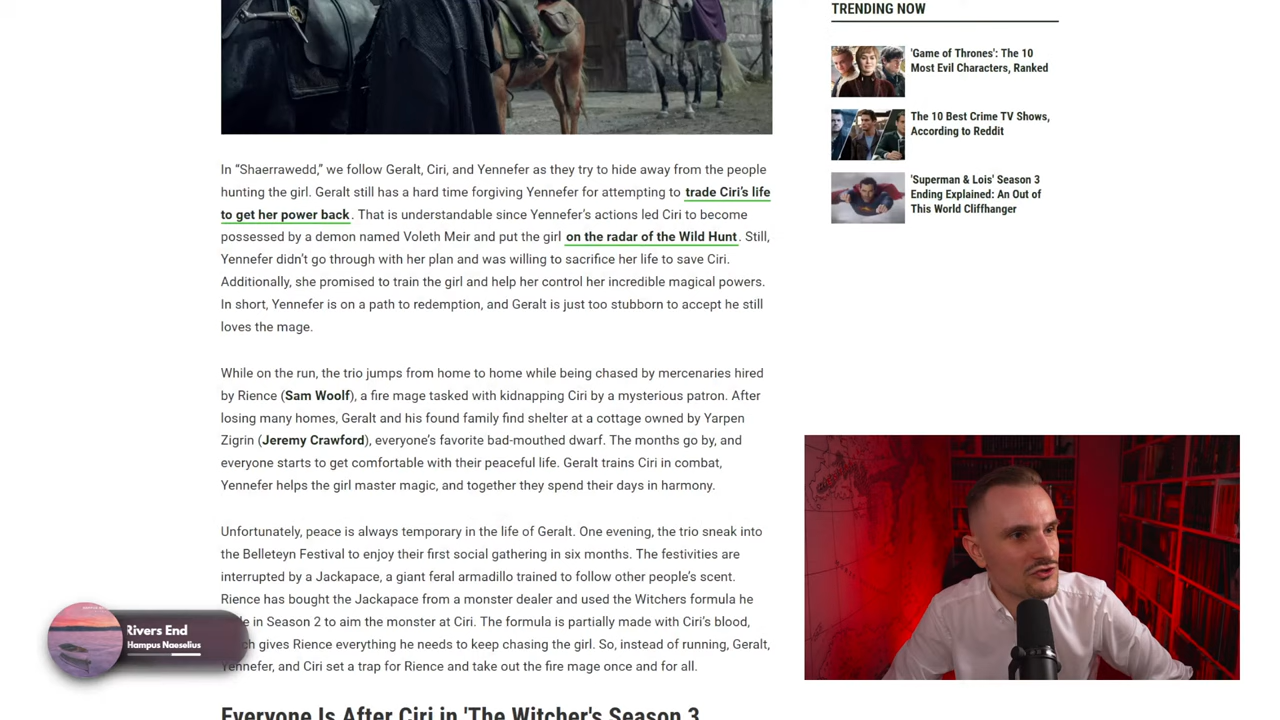 TRENDING NOW
'Game of Thrones': The 10
Most Evil Characters, Ranked
The 10 Best Crime TV Shows,
According to Reddit
'Superman & Lois' Season 3
Ending Explained: An Out of
This World Cliffhanger
In “Shaerrawedd,” we follow Geralt, Ciri, and Yennefer as they try to hide away from the people
hunting the girl. Geralt still has a hard time forgiving Yennefer for attempting to trade Ciri’s life
to get her power back. That is understandable since Yennefer’s actions led Ciri to become
possessed by a demon named Voleth Meir and put the girl on the radar of the Wild Hunt. Still,
Yennefer didn’t go through with her plan and was willing to sacrifice her life to save Ciri.
Additionally, she promised to train the girl and help her control her incredible magical powers.
In short, Yennefer is on a path to redemption, and Geralt is just too stubborn to accept he still
loves the mage.
While on the run, the trio jumps from home to home while being chased by mercenaries hired
by Rience (Sam Woolf), a fire mage tasked with kidnapping Ciri by a mysterious patron. After
losing many homes, Geralt and his found family find shelter at a cottage owned by Yarpen
Zigrin (Jeremy Crawford), everyone’s favorite bad-mouthed dwarf. The months go by, and
everyone starts to get comfortable with their peaceful life. Geralt trains Ciri in combat,
Yennefer helps the girl master magic, and together they spend their days in harmony.
Unfortunately, peace is always temporary in the life of Geralt. One evening, the trio sneak into
the Belleteyn Festival to enjoy their first social gathering in six months. The festivities are
interrupted by a Jackapace, a giant feral armadillo trained to follow other people’s scent.
Rience has bought the Jackapace from a monster dealer and used the Witchers formula he
in Season 2 to aim the monster at Ciri. The formula is partially made with Ciri’s blood,
gives Rience everything he needs to keep chasing the girl. So, instead of running, Geralt,
and Ciri set a trap for Rience and take out the fire mage once and for all.
Rivers End
Hampus Naeselius
Everyone Is After Ciri in 'The Witcher's Season 3